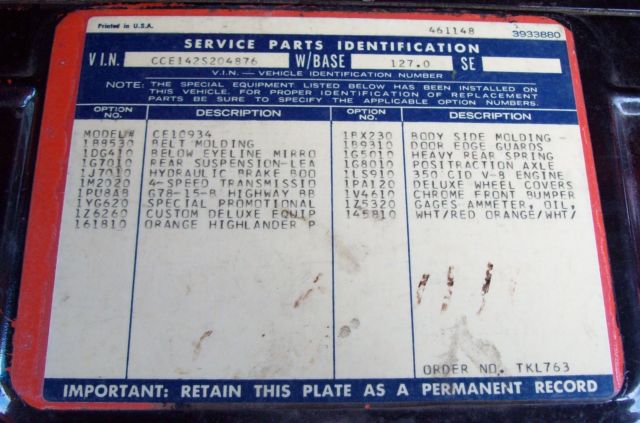 Printed in U.S.A.
461148
3933880
SERVICE PARTS IDENTIFICATION
V.I.N. CCE142S204876 W/BASE 127.0 SE
V.I.N. — VEHICLE IDENTIFICATION NUMBER
NOTE: THE SPECIAL EQUIPMENT LISTED BELOW HAS BEEN INSTALLED ON
THIS VEHICLE. FOR PROPER IDENTIFICATION OF REPLACEMENT
PARTS BE SURE TO SPECIFY THE APPLICABLE OPTION NUMBERS.
OPTION NO. DESCRIPTION OPTION NO. DESCRIPTION
MODEL# CE10934 1BX230 BODY SIDE MOLDING
1B9530 BELT MOLDING 1B9310 DOOR EDGE GUARDS
1DG410 BELOW EYELINE MIRRO 1G5010 HEAVY REAR SPRING
1G7010 REAR SUSPENSION-LEA 1G8010 POSITRACTION AXLE
1J7010 HYDRAULIC BRAKE BOO 1LS910 350 CID V-8 ENGINE
1M2020 4-SPEED TRANSMISSIO 1PA120 DELUXE WHEEL COVERS
1PU8AB G78-15-B HIGHWAY BB 1V4610 CHROME FRONT BUMPER
1YG620 SPECIAL PROMOTIONAL 1Z5320 GAGES AMMETER, OIL,
1Z6260 CUSTOM DELUXE EQUIP 145810 WHT/RED ORANGE/WHT/
161810 ORANGE HIGHLANDER P
ORDER NO. TKL763
IMPORTANT: RETAIN THIS PLATE AS A PERMANENT RECORD